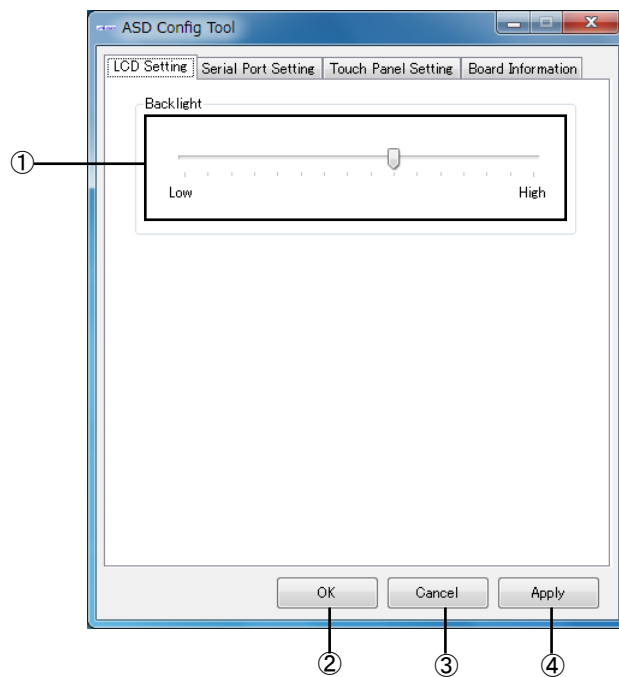 ASD Config Tool
LCD Setting Serial Port Setting Touch Panel Setting Board Information
Backlight
①
Low High
OK Cancel Apply
② ③ ④